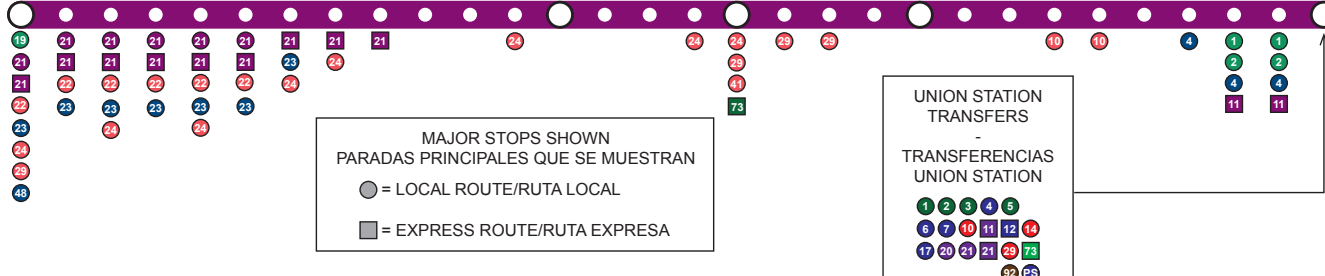 19 21 21 21 21 21 21 21 21 24 24 24 29 29 10 10 4 1 1
21 21 21 21 21 21 23 24 29 2 2
21 22 22 22 22 22 24 41 4 4
22 23 23 23 23 23 73 11 11
23 24 24
24
29
48
MAJOR STOPS SHOWN
PARADAS PRINCIPALES QUE SE MUESTRAN
= LOCAL ROUTE/RUTA LOCAL
= EXPRESS ROUTE/RUTA EXPRESA
UNION STATION
TRANSFERS
-
TRANSFERENCIAS
UNION STATION
1 2 3 4 5
6 7 10 11 12 14
17 20 21 21 29 73
92 PS